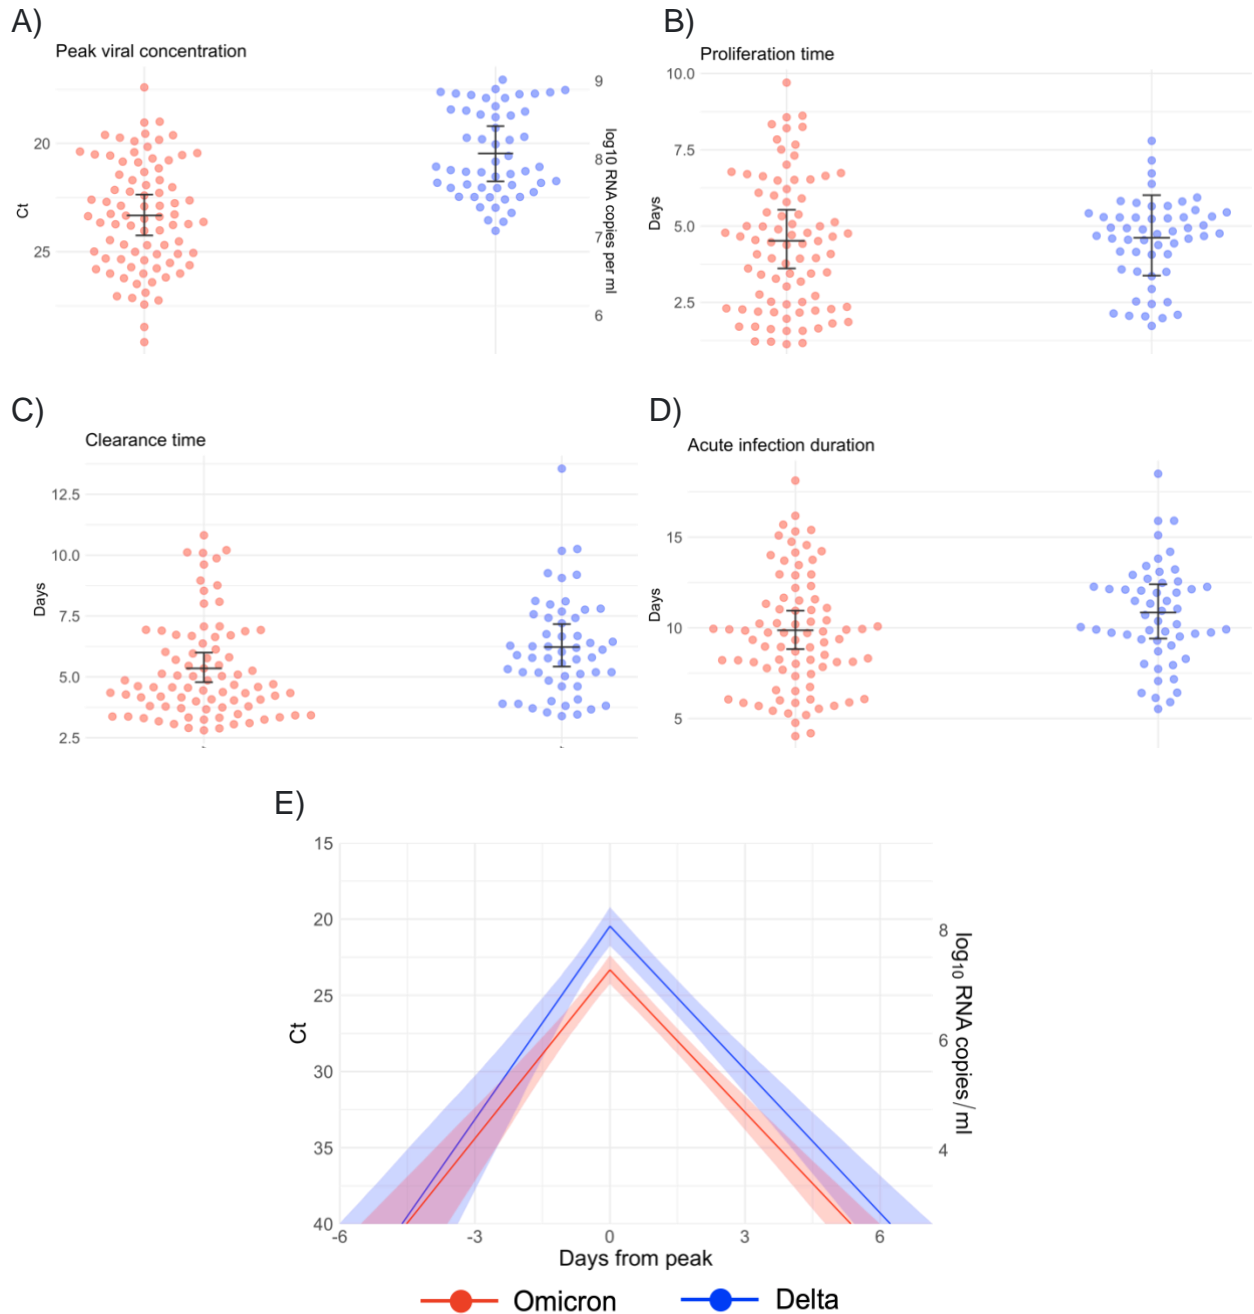 A)
Peak viral concentration
Ct
20
25
9
8
7
6
log10 RNA copies per ml
B)
Proliferation time
Days
10.0
7.5
5.0
2.5
C)
Clearance time
Days
12.5
10.0
7.5
5.0
2.5
D)
Acute infection duration
Days
15
10
5
E)
Ct
15
20
25
30
35
40
8
6
4
log10 RNA copies/ml
-6 -3 0 3 6
Days from peak
Omicron Delta